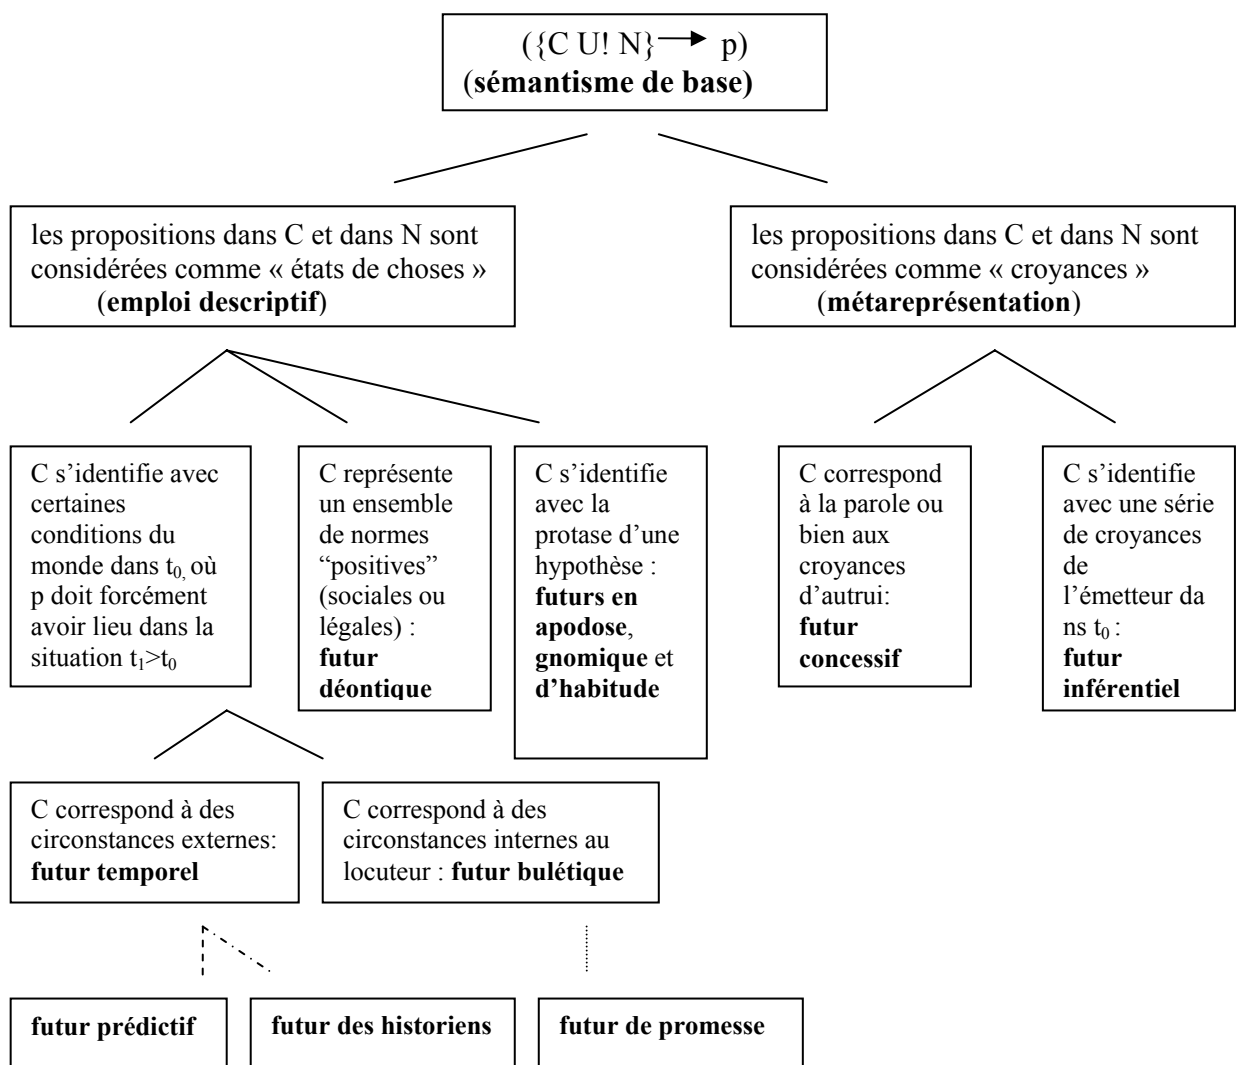 ({C U! N} → p)
(sémantisme de base)
les propositions dans C et dans N sont
considérées comme « états de choses »
(emploi descriptif)
les propositions dans C et dans N sont
considérées comme « croyances »
(métareprésentation)
C s’identifie avec
certaines
conditions du
monde dans t0, où
p doit forcément
avoir lieu dans la
situation t1>t0
C représente
un ensemble
de normes
“positives”
(sociales ou
légales) :
futur
déontique
C s’identifie
avec la
protase d’une
hypothèse :
futurs en
apodose,
gnomique et
d’habitude
C correspond
à la parole ou
bien aux
croyances
d’autrui:
futur
concessif
C s’identifie
avec une série
de croyances
de
l’émetteur da
ns t0 :
futur
inférentiel
C correspond à des
circonstances externes:
futur temporel
C correspond à des
circonstances internes au
locuteur : futur bulétique
futur prédictif
futur des historiens
futur de promesse